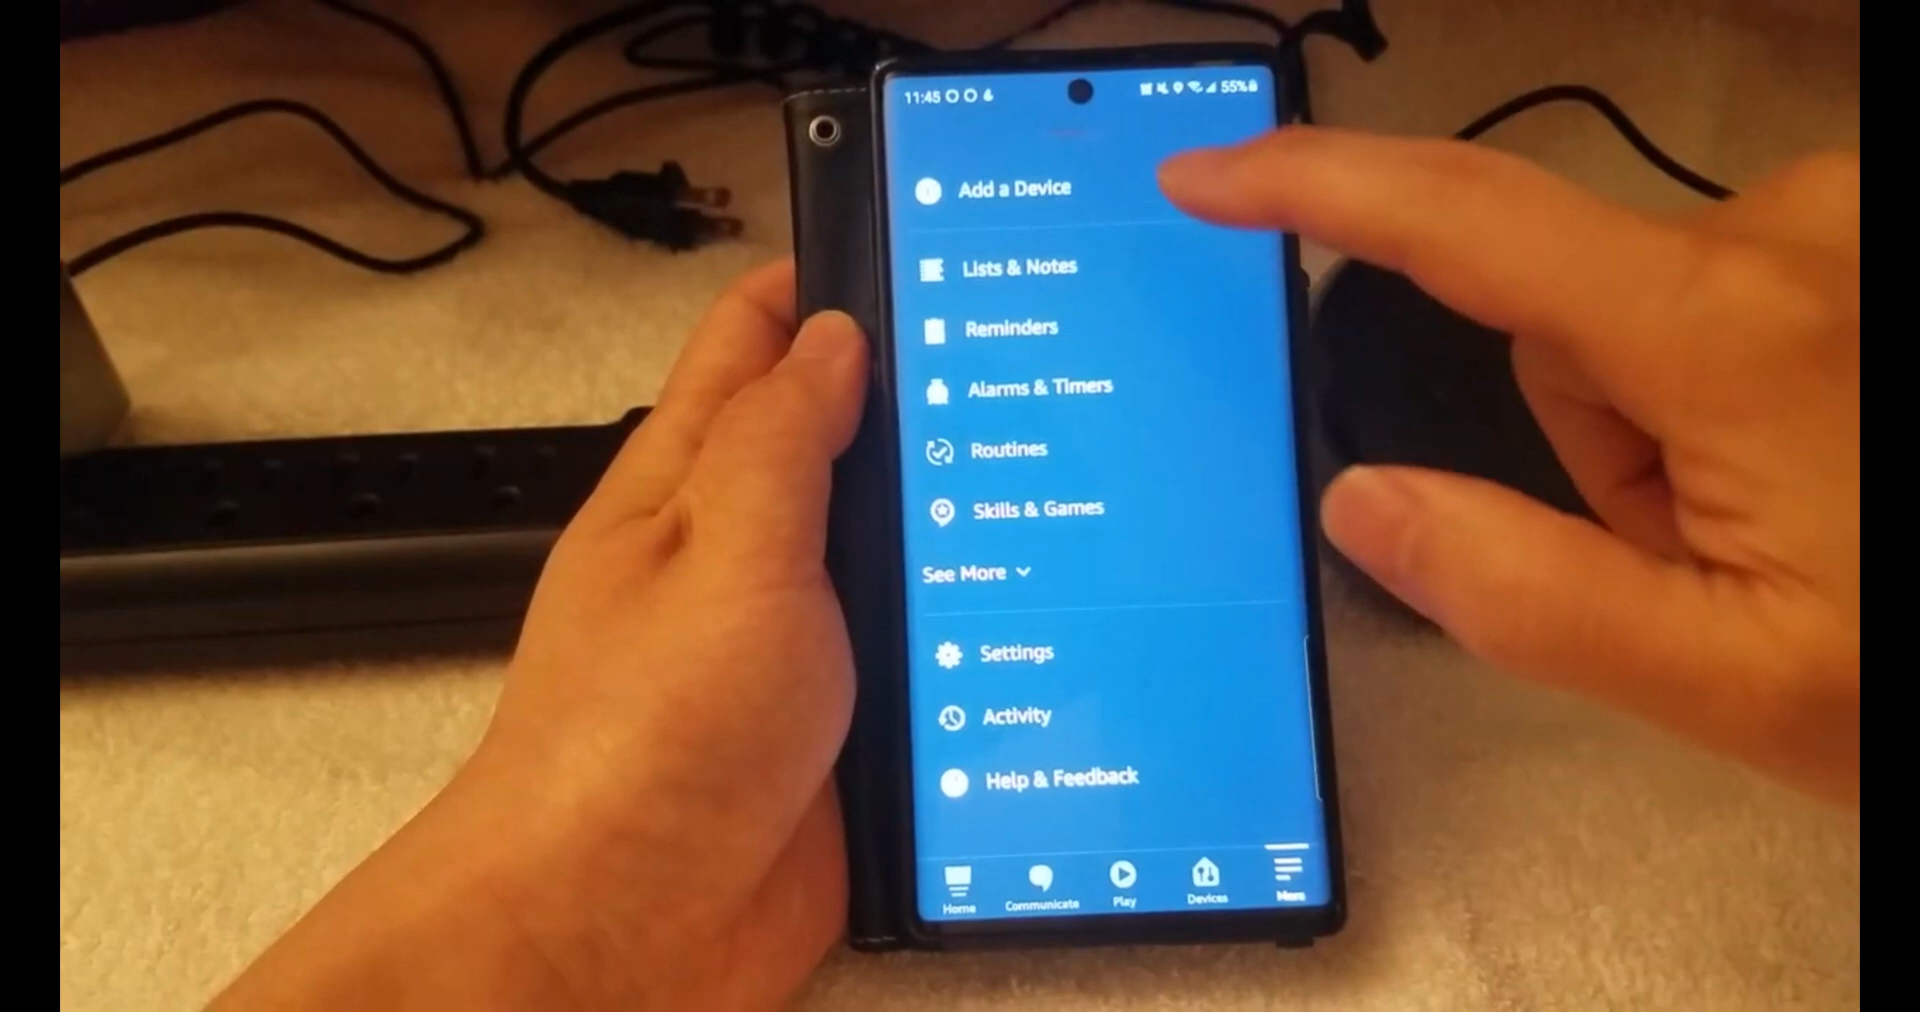 11:45
55%
Add a Device
Lists & Notes
Reminders
Alarms & Timers
Routines
Skills & Games
See More
Settings
Activity
Help & Feedback
Home
Communicate
Play
Devices
More